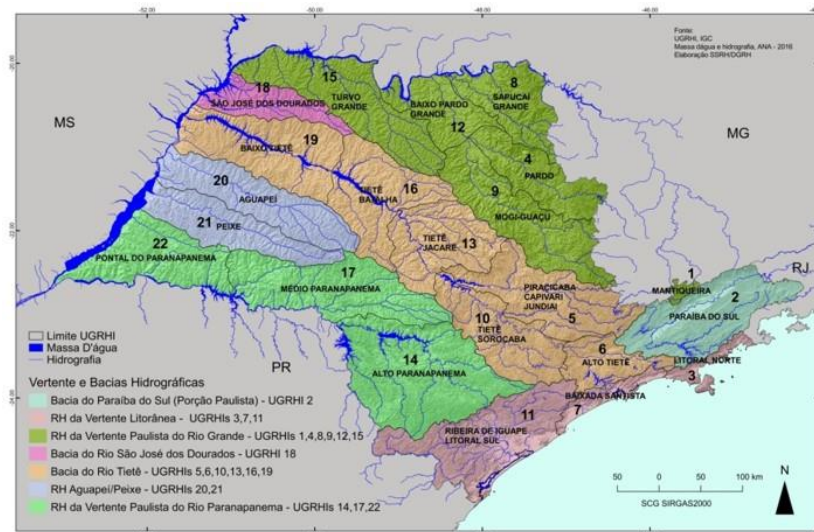 -52.00
-50.00
-48.00
-46.00
Fonte:
UGRHI, IGC
Massa dágua e hidrografia, ANA - 2016
Elaboração SSRH/DGRH
-20.00
-22.00
-24.00
MS
MG
RJ
PR
18
SÃO JOSÉ DOS DOURADOS
15
TURVO
GRANDE
BAIXO PARDO
GRANDE
12
8
SAPUCAÍ
GRANDE
4
PARDO
9
MOGI-GUAÇU
19
BAIXO TIETÊ
16
TIETÊ
BATALHA
20
AGUAPEÍ
21
PEIXE
22
PONTAL DO PARANAPANEMA
17
MÉDIO PARANAPANEMA
TIETÊ
JACARÉ
13
PIRACICABA
CAPIVARI
JUNDIAÍ
5
10
TIETÊ
SOROCABA
6
ALTO TIETÊ
1
MANTIQUEIRA
2
PARAÍBA DO SUL
LITORAL NORTE
3
14
ALTO PARANAPANEMA
BAIXADA SANTISTA
7
11
RIBEIRA DE IGUAPE
LITORAL SUL
Limite UGRHI
Massa D'água
Hidrografia
Vertente e Bacias Hidrográficas
Bacia do Paraíba do Sul (Porção Paulista) - UGRHI 2
RH da Vertente Litorânea - UGRHIs 3,7,11
RH da Vertente Paulista do Rio Grande - UGRHIs 1,4,8,9,12,15
Bacia do Rio São José dos Dourados - UGRHI 18
Bacia do Rio Tietê - UGRHIs 5,6,10,13,16,19
RH Aguapeí/Peixe - UGRHIs 20,21
RH da Vertente Paulista do Rio Paranapanema - UGRHIs 14,17,22
50 0 50 100 km
SCG SIRGAS2000
N
-52.00
-50.00
-48.00
-46.00